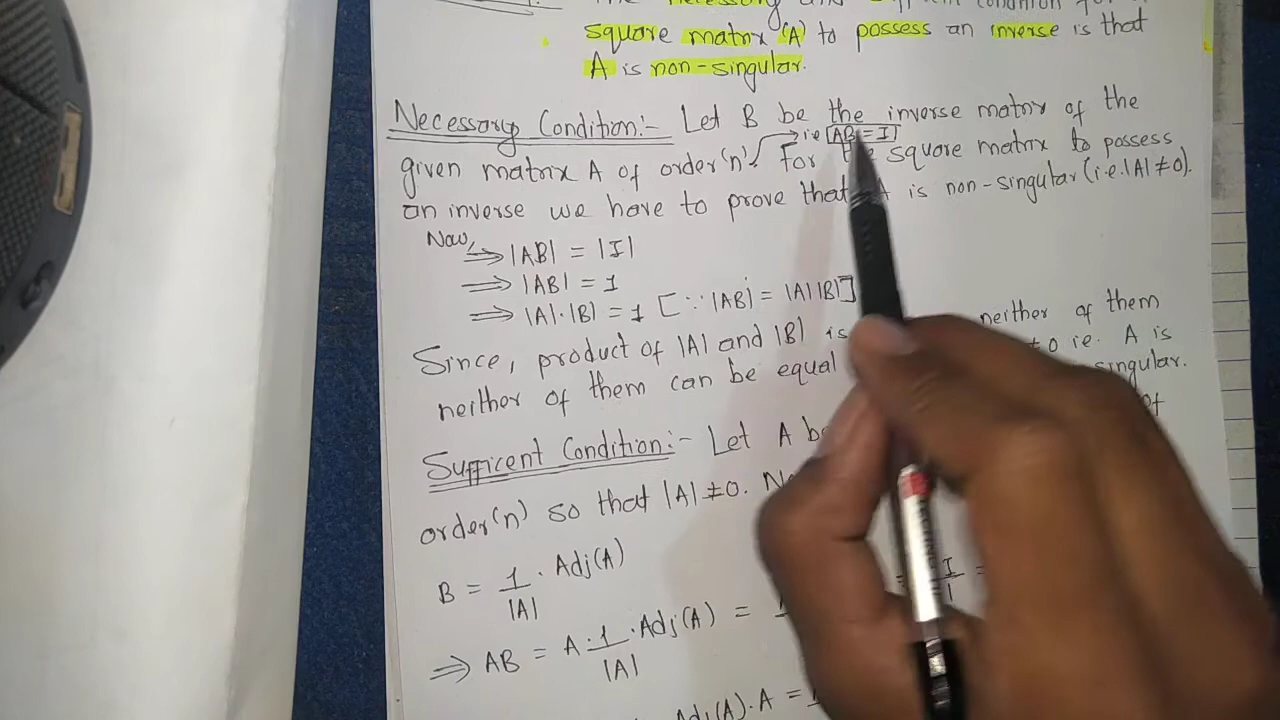 square matrix (A) to possess an inverse is that
A is non-singular.
Necessary Condition:- Let B be the inverse matrix of the
i.e AB = I
given matrix A of order 'n'. For the square matrix to possess
an inverse we have to prove that A is non-singular (i.e. |A| ≠ 0).
Now,
⇒ |AB| = |I|
⇒ |AB| = 1
⇒ |A|·|B| = 1 [∵ |AB| = |A||B|]
Since, product of |A| and |B| is neither of them
neither of them can be equal ≠ 0 ie. A is
singular.
Sufficent Condition:- Let A be of
order 'n' so that |A| ≠ 0.
B = 1/|A| · Adj(A)
⇒ AB = A · 1/|A| · Adj(A) =
Adj(A)·A =